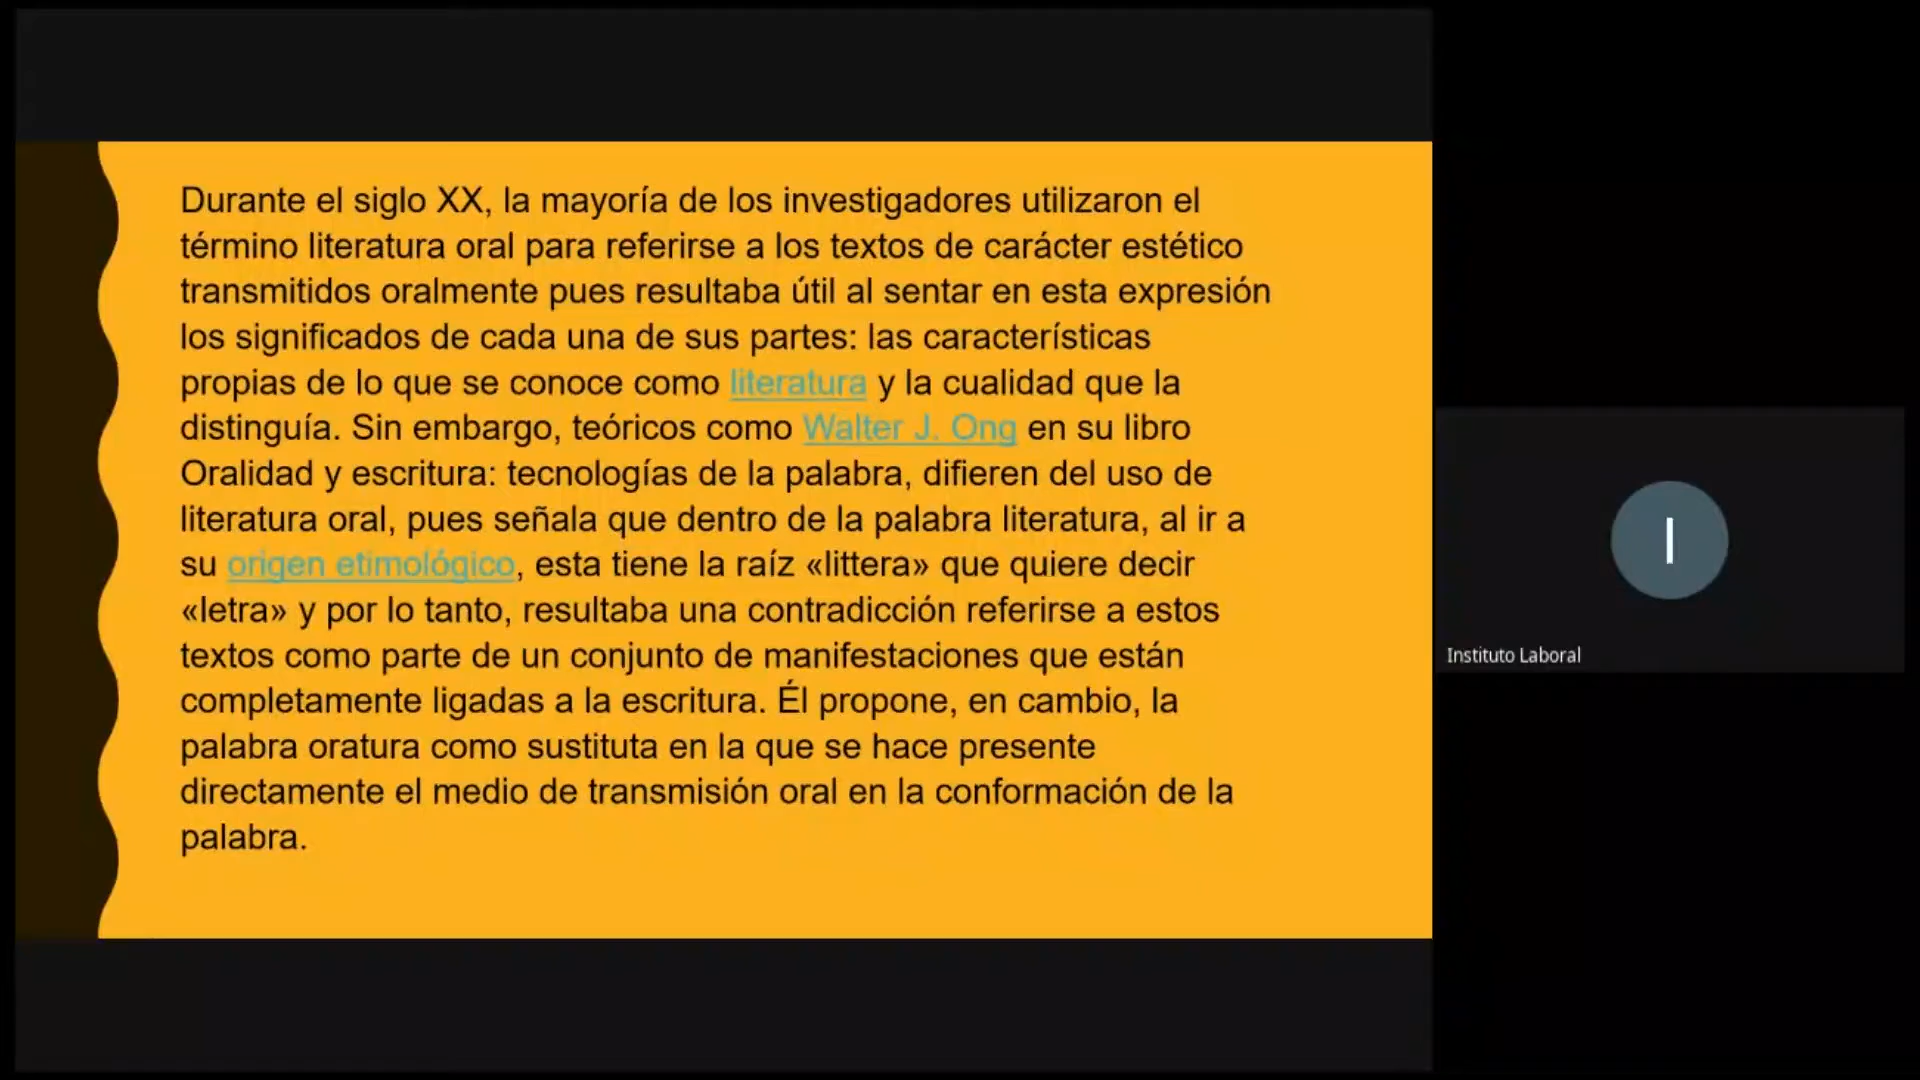 Durante el siglo XX, la mayoría de los investigadores utilizaron el
término literatura oral para referirse a los textos de carácter estético
transmitidos oralmente pues resultaba útil al sentar en esta expresión
los significados de cada una de sus partes: las características
propias de lo que se conoce como literatura y la cualidad que la
distinguía. Sin embargo, teóricos como Walter J. Ong en su libro
Oralidad y escritura: tecnologías de la palabra, difieren del uso de
literatura oral, pues señala que dentro de la palabra literatura, al ir a
su origen etimológico, esta tiene la raíz «littera» que quiere decir
«letra» y por lo tanto, resultaba una contradicción referirse a estos
textos como parte de un conjunto de manifestaciones que están
completamente ligadas a la escritura. Él propone, en cambio, la
palabra oratura como sustituta en la que se hace presente
directamente el medio de transmisión oral en la conformación de la
palabra.
I
Instituto Laboral